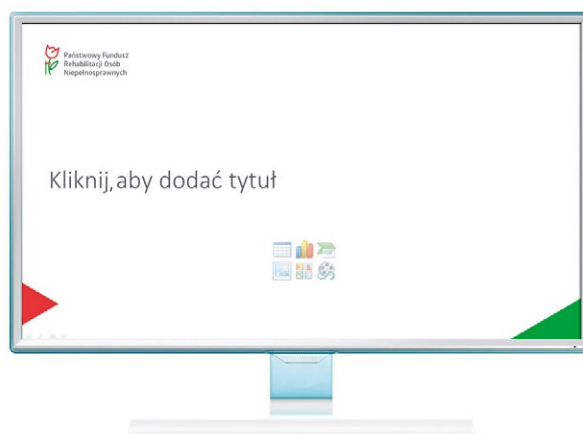 Państwowy Fundusz
Rehabilitacji Osób
Niepełnosprawnych
Kliknij, aby dodać tytuł